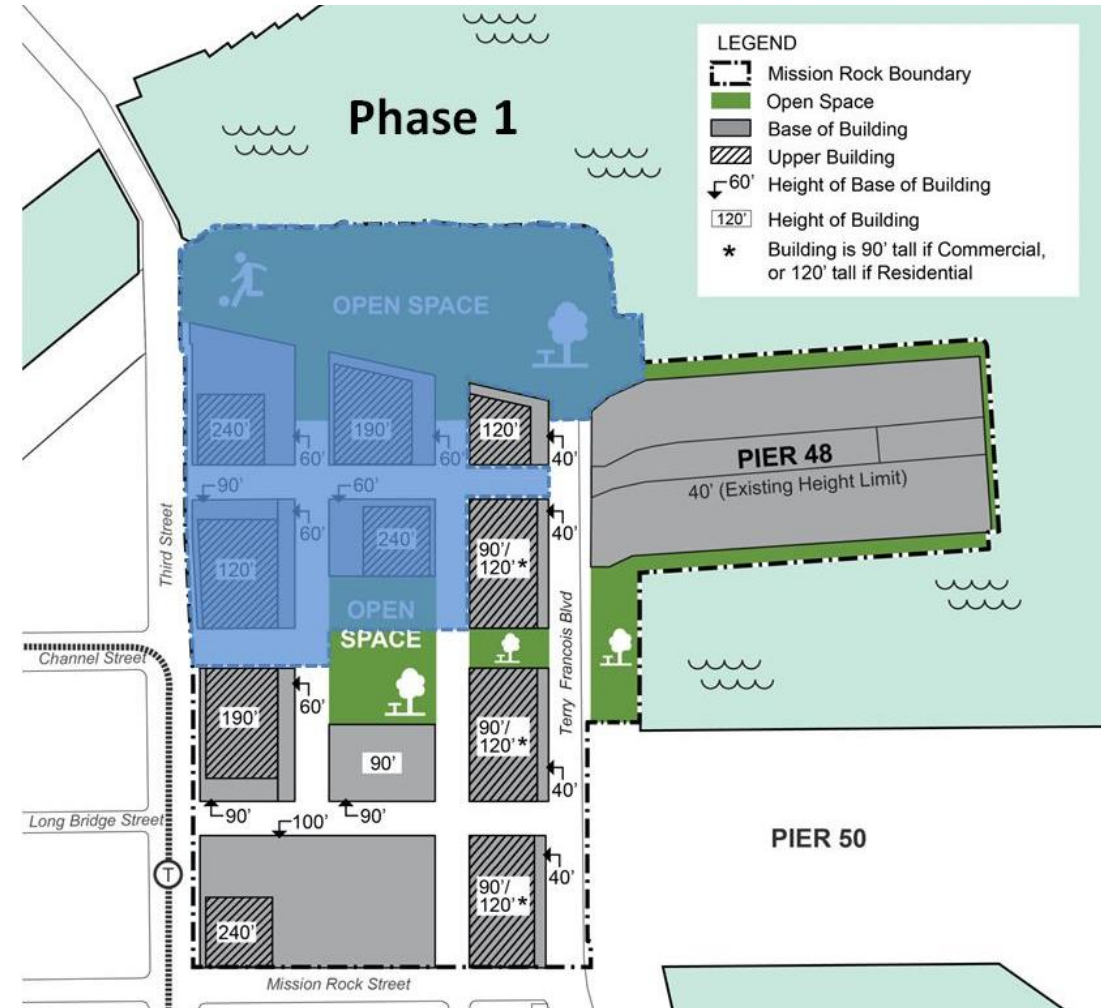 Phase 1
LEGEND
Mission Rock Boundary
Open Space
Base of Building
Upper Building
60' Height of Base of Building
120' Height of Building
* Building is 90' tall if Commercial,
or 120' tall if Residential
OPEN SPACE
240'
60'
190'
60'
120'
40'
PIER 48
40' (Existing Height Limit)
90'
60'
60'
40'
120'
240'
90'/
120'*
Third Street
OPEN
SPACE
Terry Francois Blvd
Channel Street
190'
60'
90'
90'/
120'*
40'
90'
90'
Long Bridge Street
100'
PIER 50
T
40'
90'/
120'*
240'
Mission Rock Street